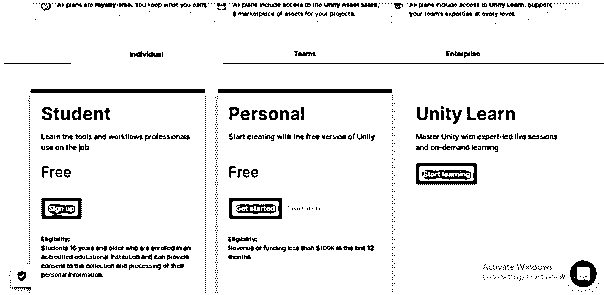 All plans are royalty-free. You keep what you earn.
All plans include access to the Unity Asset Store,
a marketplace of assets for your projects.
All plans include access to Unity Learn. Support
your team's expertise at every level.
Individual
Teams
Enterprise
Student
Learn the tools and workflows professionals
use on the job
Free
Sign up
Eligibility:
Students 16 years and older who are enrolled in an
accredited educational institution and can provide
consent to the collection and processing of their
personal information.
Personal
Start creating with the free version of Unity
Free
Get started
Eligibility:
Revenue or funding less than $100K in the last 12
months.
Unity Learn
Master Unity with expert-led live sessions
and on-demand learning
Start learning
Activate Windows